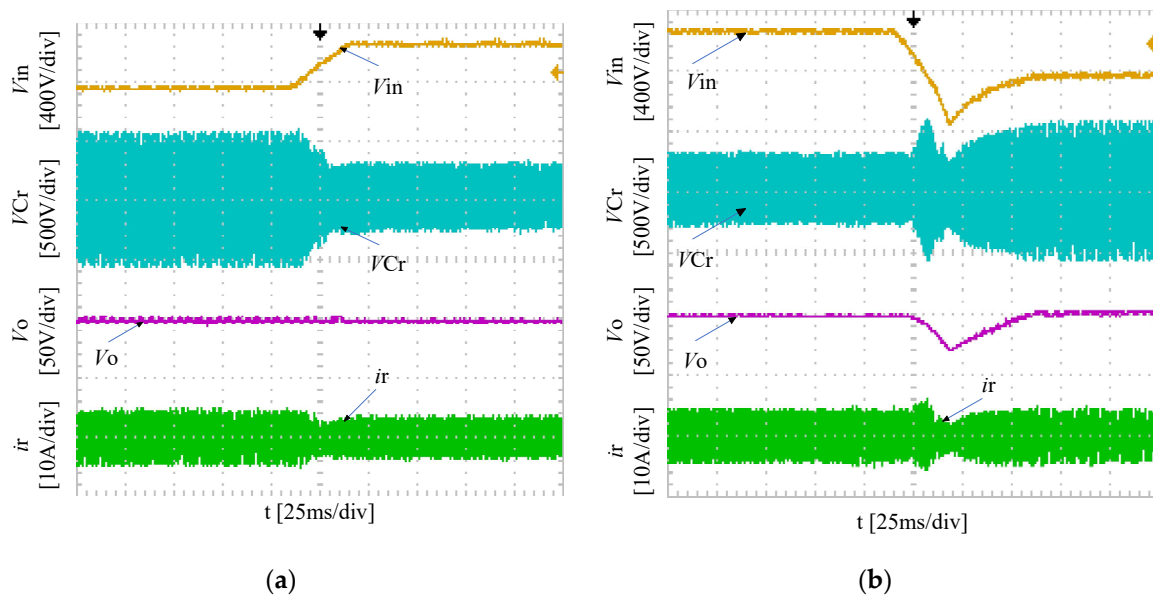 Vin
[400V/div]
VCr
[500V/div]
Vo
[50V/div]
ir
[10A/div]
Vin
VCr
Vo
ir
t [25ms/div]
(a)
Vin
[400V/div]
VCr
[500V/div]
Vo
[50V/div]
ir
[10A/div]
Vin
VCr
Vo
ir
t [25ms/div]
(b)